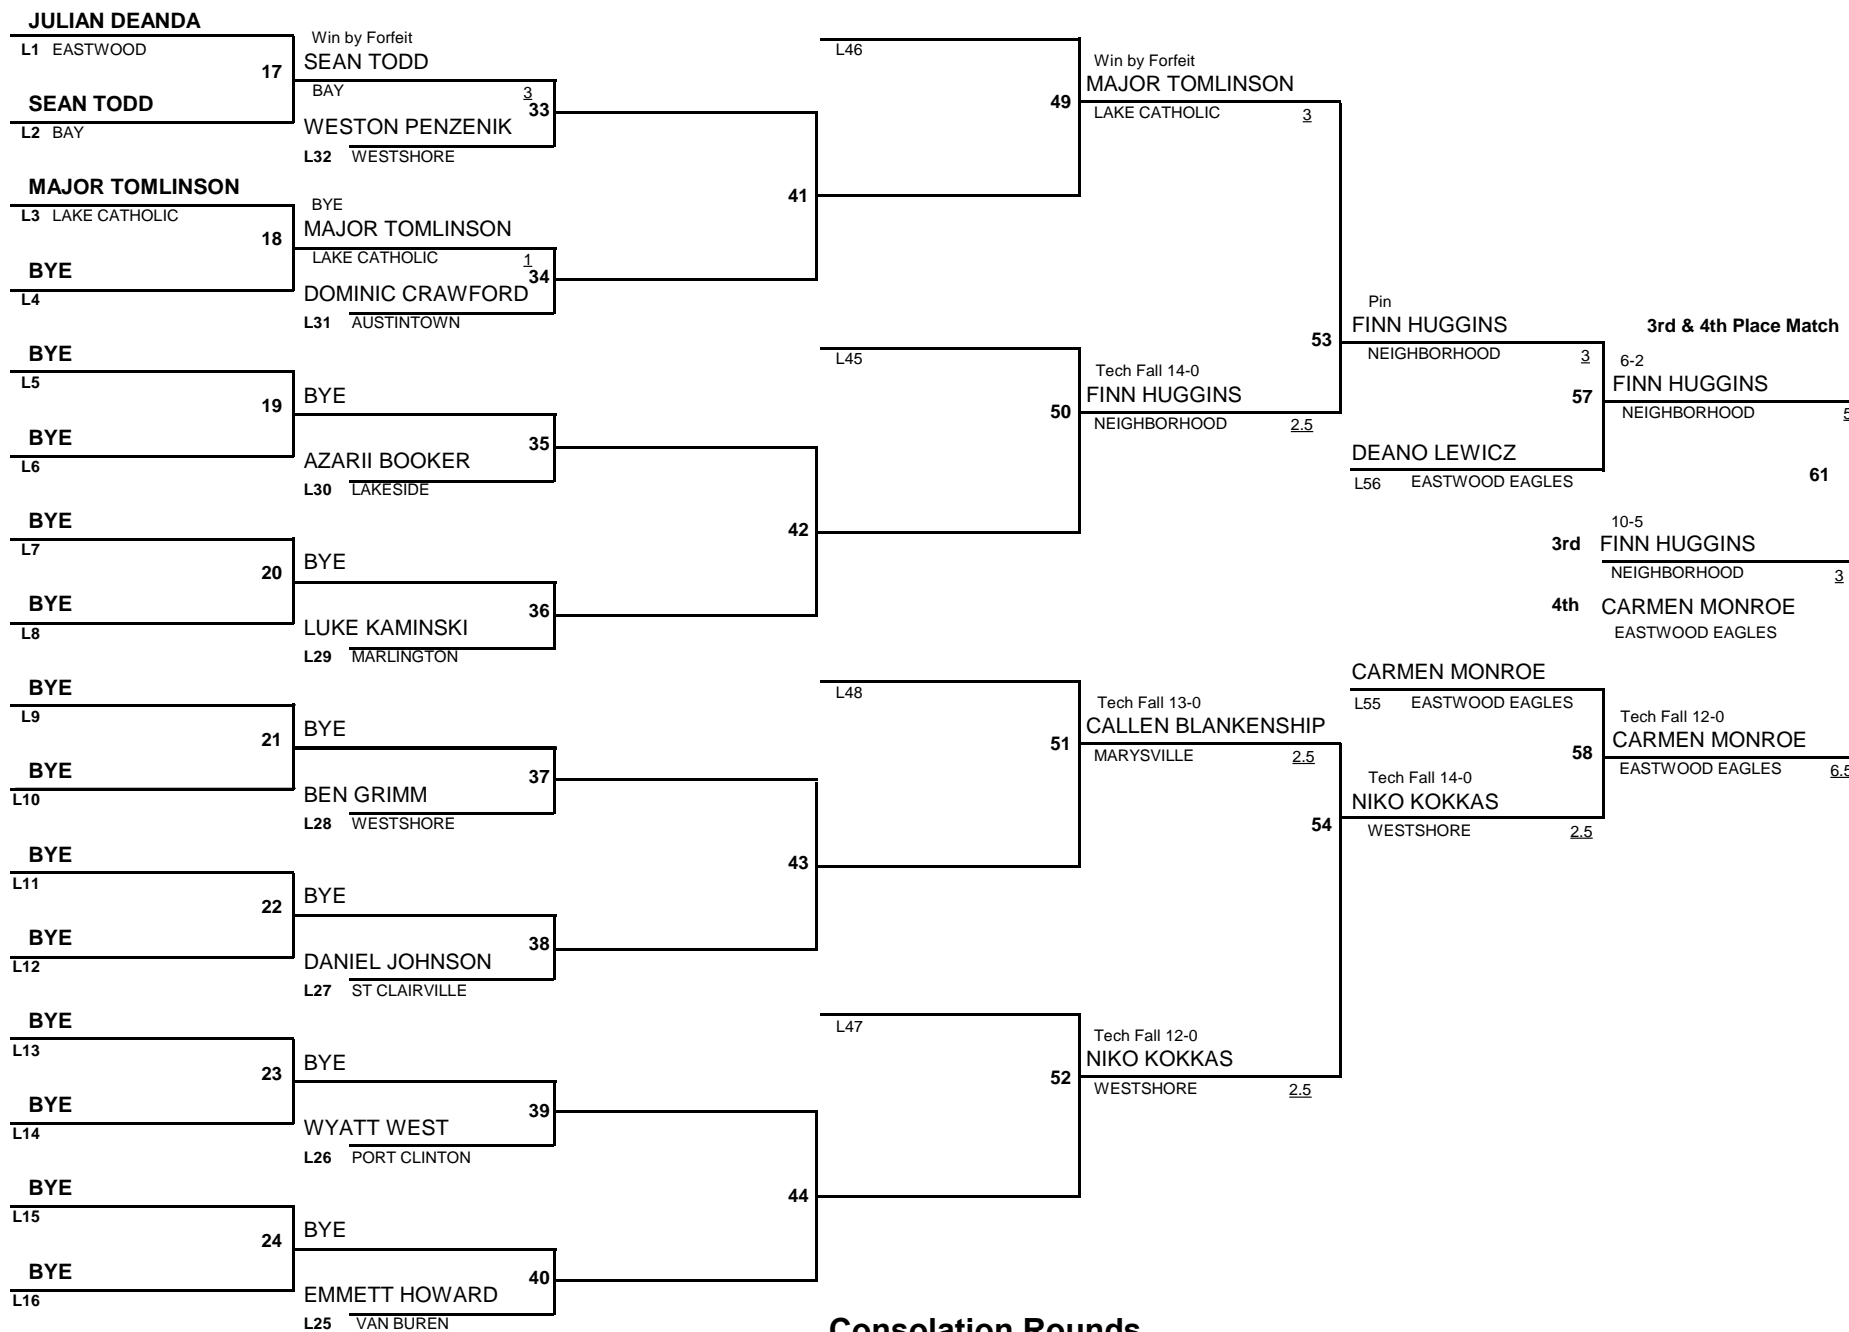 JULIAN DEANDA
L1 EASTWOOD
17
SEAN TODD
L2 BAY
MAJOR TOMLINSON
L3 LAKE CATHOLIC
18
BYE
L4
BYE
L5
19
BYE
L6
BYE
L7
20
BYE
L8
BYE
L9
21
BYE
L10
BYE
L11
22
BYE
L12
BYE
L13
23
BYE
L14
BYE
L15
24
BYE
L16
Win by Forfeit
SEAN TODD
BAY 3
33
WESTON PENZENIK
L32 WESTSHORE
BYE
MAJOR TOMLINSON
LAKE CATHOLIC 1
34
DOMINIC CRAWFORD
L31 AUSTINTOWN
BYE
35
AZARII BOOKER
L30 LAKESIDE
BYE
36
LUKE KAMINSKI
L29 MARLINGTON
BYE
37
BEN GRIMM
L28 WESTSHORE
BYE
38
DANIEL JOHNSON
L27 ST CLAIRVILLE
BYE
39
WYATT WEST
L26 PORT CLINTON
BYE
40
EMMETT HOWARD
L25 VAN BUREN
41
42
43
44
L46
49
L45
50
L48
51
L47
52
Win by Forfeit
MAJOR TOMLINSON
LAKE CATHOLIC 3
53
Tech Fall 14-0
FINN HUGGINS
NEIGHBORHOOD 2.5
Tech Fall 13-0
CALLEN BLANKENSHIP
MARYSVILLE 2.5
54
Tech Fall 12-0
NIKO KOKKAS
WESTSHORE 2.5
Pin
FINN HUGGINS
NEIGHBORHOOD 3
57
DEANO LEWICZ
L56 EASTWOOD EAGLES
3rd & 4th Place Match
6-2
FINN HUGGINS
NEIGHBORHOOD 5
61
10-5
3rd FINN HUGGINS
NEIGHBORHOOD 3
4th CARMEN MONROE
EASTWOOD EAGLES
CARMEN MONROE
L55 EASTWOOD EAGLES
58
Tech Fall 14-0
NIKO KOKKAS
WESTSHORE 2.5
Tech Fall 12-0
CARMEN MONROE
EASTWOOD EAGLES 6.5
Consolation Rounds